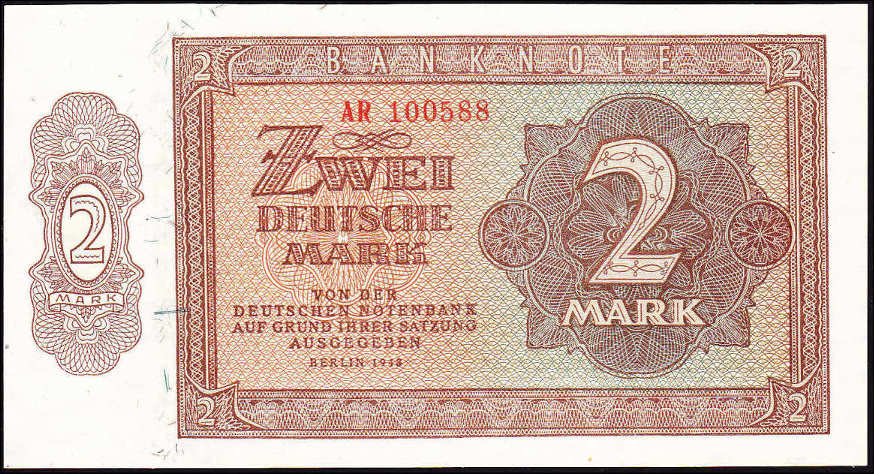 2 BANKNOTE 2
AR 100588
ZWEI
DEUTSCHE
MARK
VON DER
DEUTSCHEN NOTENBANK
AUF GRUND IHRER SATZUNG
AUSGEGEBEN
BERLIN 1948
2
MARK
2
MARK
2 2